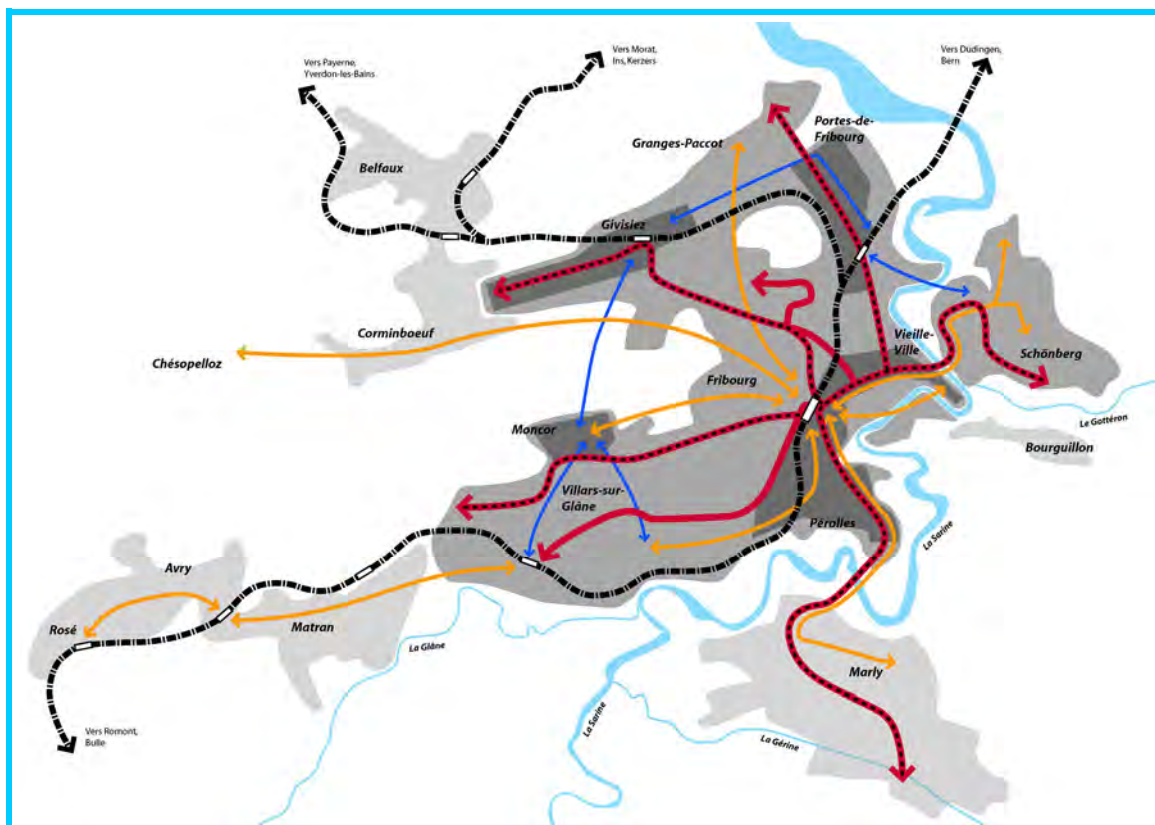 Vers Payerne,
Yverdon-les-Bains
Vers Morat,
Ins, Kerzers
Vers Düdingen,
Bern
Portes-de-
Fribourg
Granges-Paccot
Belfaux
Givisiez
Corminboeuf
Chésopelloz
Vieille-
Ville
Schönberg
Fribourg
Le Gottéron
Moncor
Bourguillon
Villars-sur-
Glâne
Pérolles
La Sarine
Avry
Rosé
Matran
La Glâne
Marly
La Sarine
La Gérine
Vers Romont,
Bulle